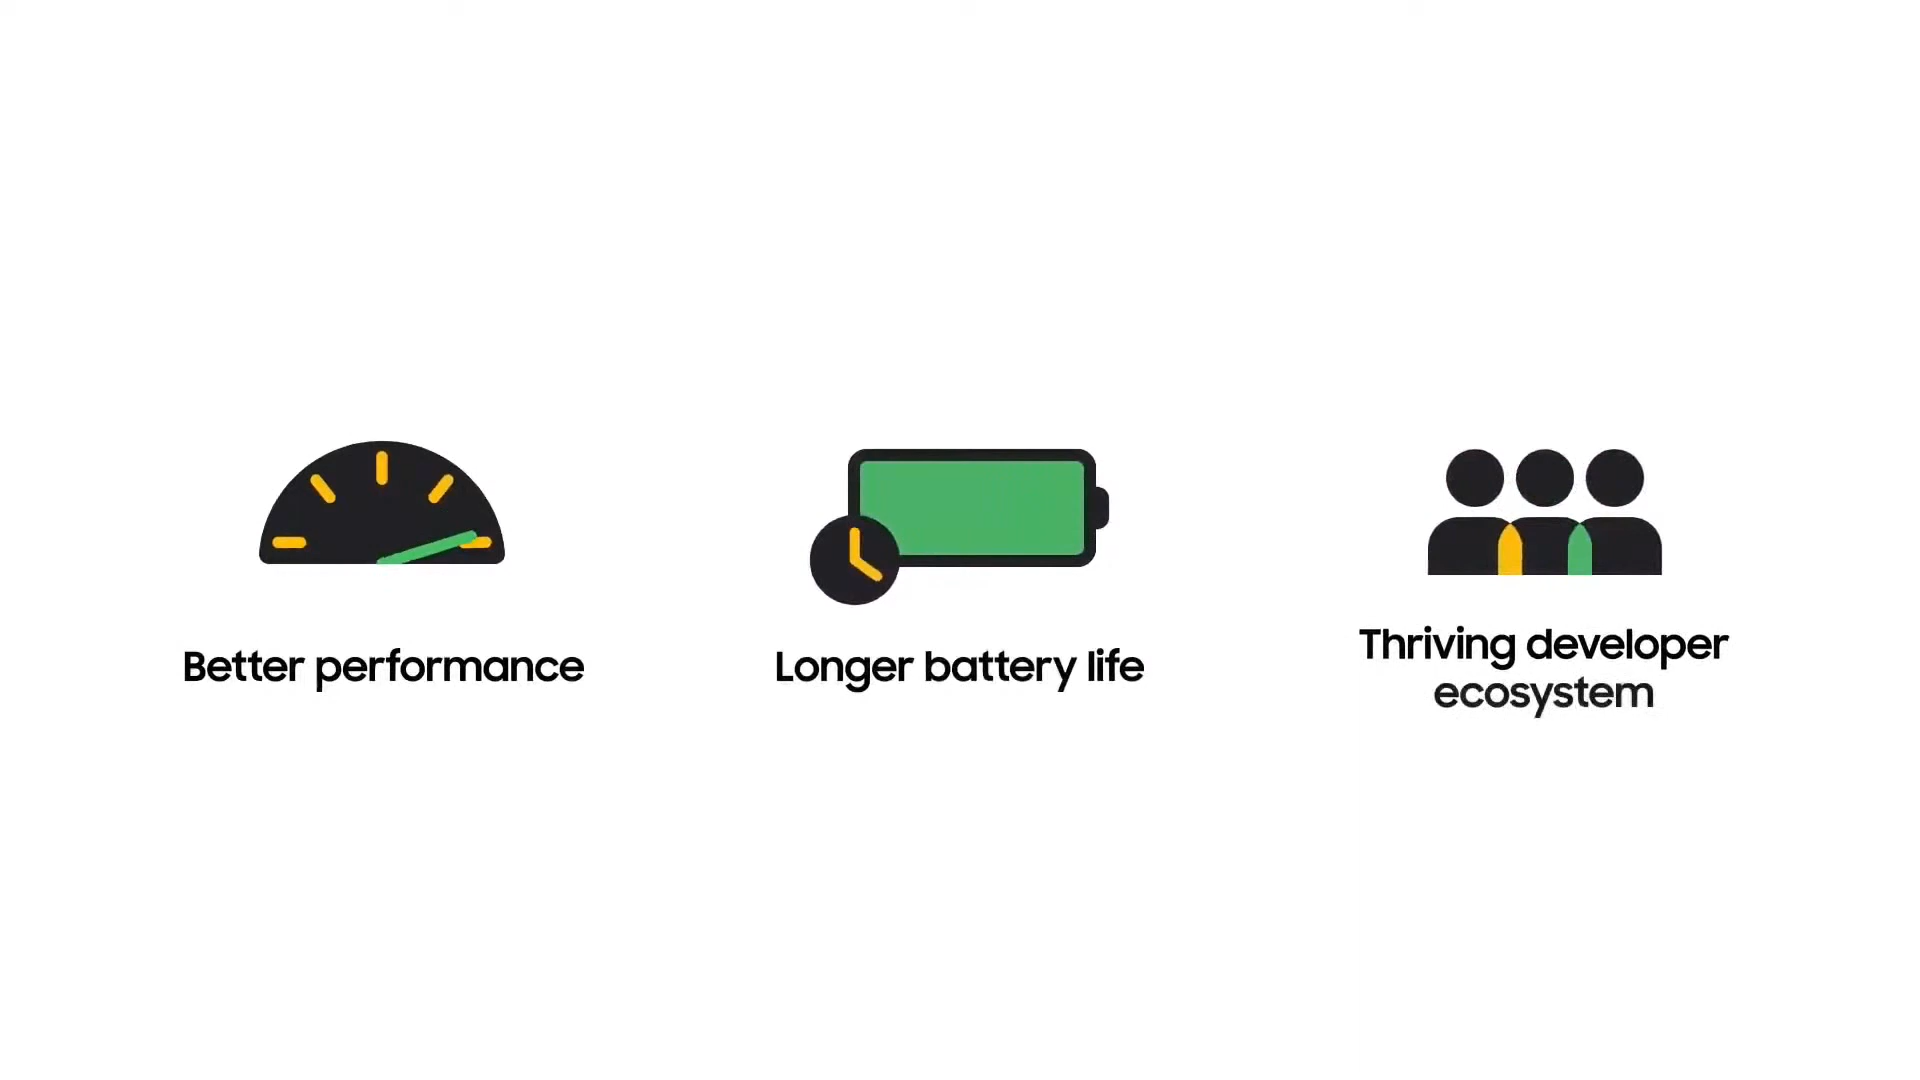 Better performance
Longer battery life
Thriving developer
ecosystem